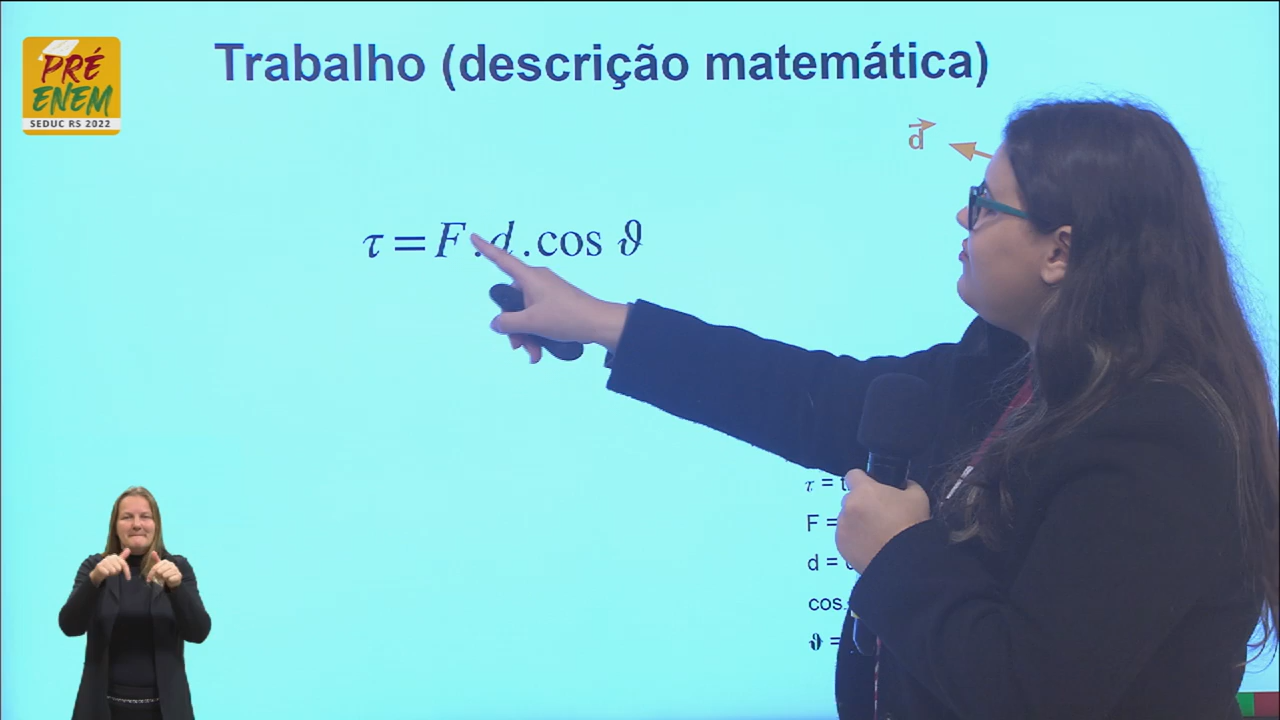 PRÉ
ENEM
SEDUC RS 2022
Trabalho (descrição matemática)
d
τ = F . d . cos ϑ
τ =
F =
d =
cos
ϑ =